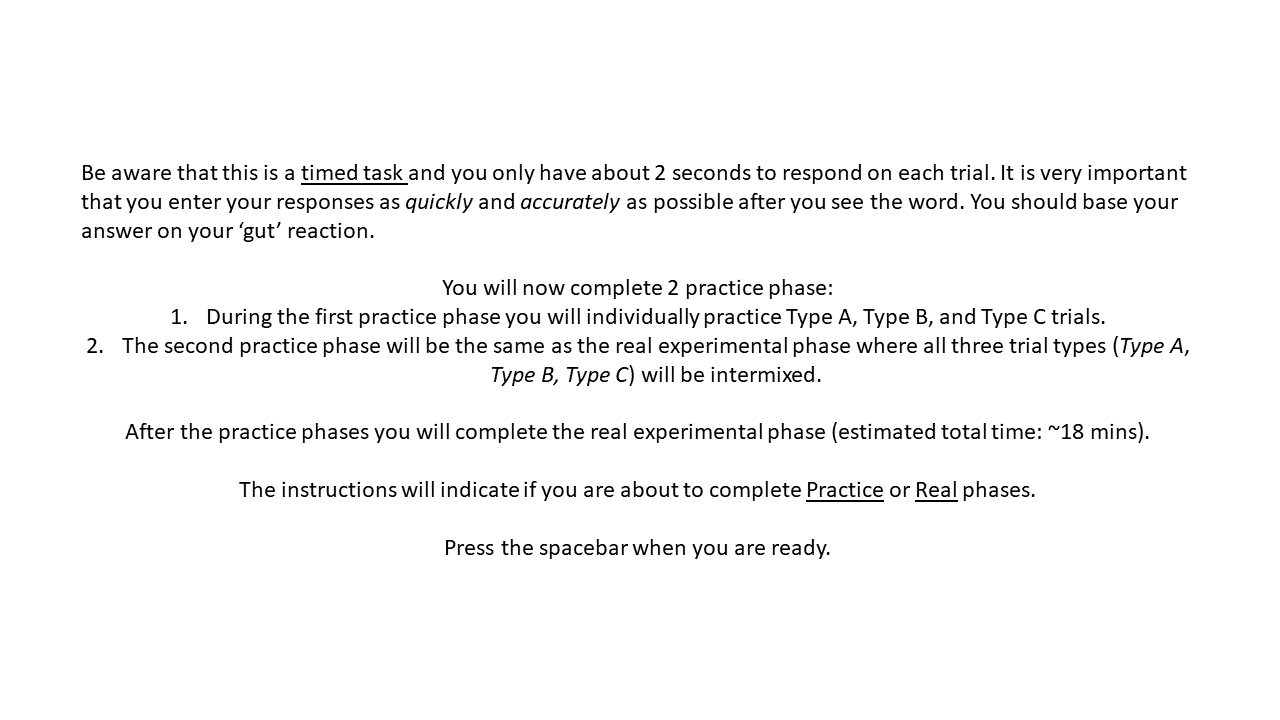 Be aware that this is a timed task and you only have about 2 seconds to respond on each trial. It is very important
that you enter your responses as quickly and accurately as possible after you see the word. You should base your
answer on your ‘gut’ reaction.
You will now complete 2 practice phase:
1. During the first practice phase you will individually practice Type A, Type B, and Type C trials.
2. The second practice phase will be the same as the real experimental phase where all three trial types (Type A,
Type B, Type C) will be intermixed.
After the practice phases you will complete the real experimental phase (estimated total time: ~18 mins).
The instructions will indicate if you are about to complete Practice or Real phases.
Press the spacebar when you are ready.